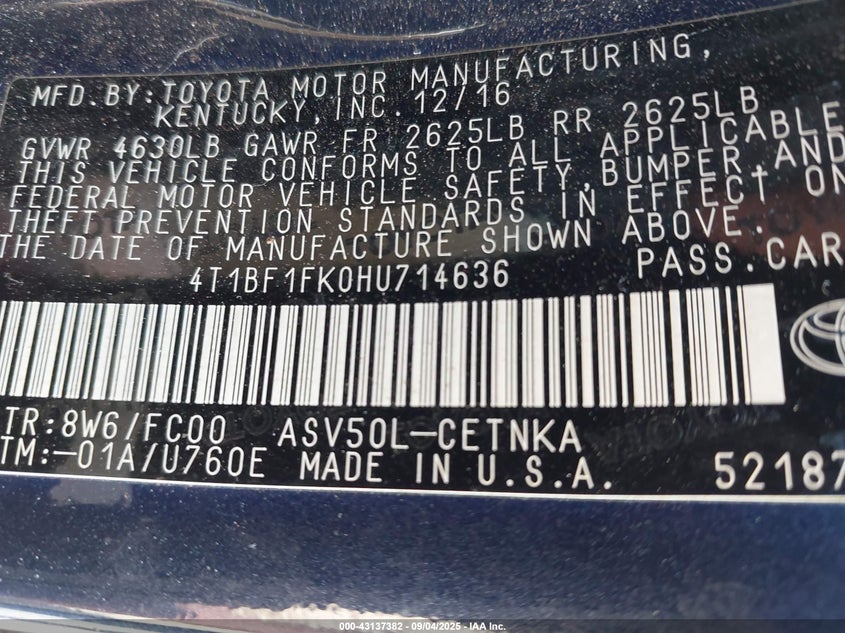 MFD.BY:TOYOTA MOTOR MANUFACTURING,
KENTUCKY,INC. 12/16
GVWR 4630LB GAWR FR 2625LB RR 2625LB
THIS VEHICLE CONFORMS TO ALL APPLICABLE
FEDERAL MOTOR VEHICLE SAFETY,BUMPER,AND
THEFT PREVENTION STANDARDS IN EFFECT ON
THE DATE OF MANUFACTURE SHOWN ABOVE.
4T1BF1FK0HU714636 PASS.CAR
TR:8W6/FC00 ASV50L-CETNKA
TM:-01A/U760E MADE IN U.S.A. 52187
000-43137382 | 09/04/2025 - IAA Inc.